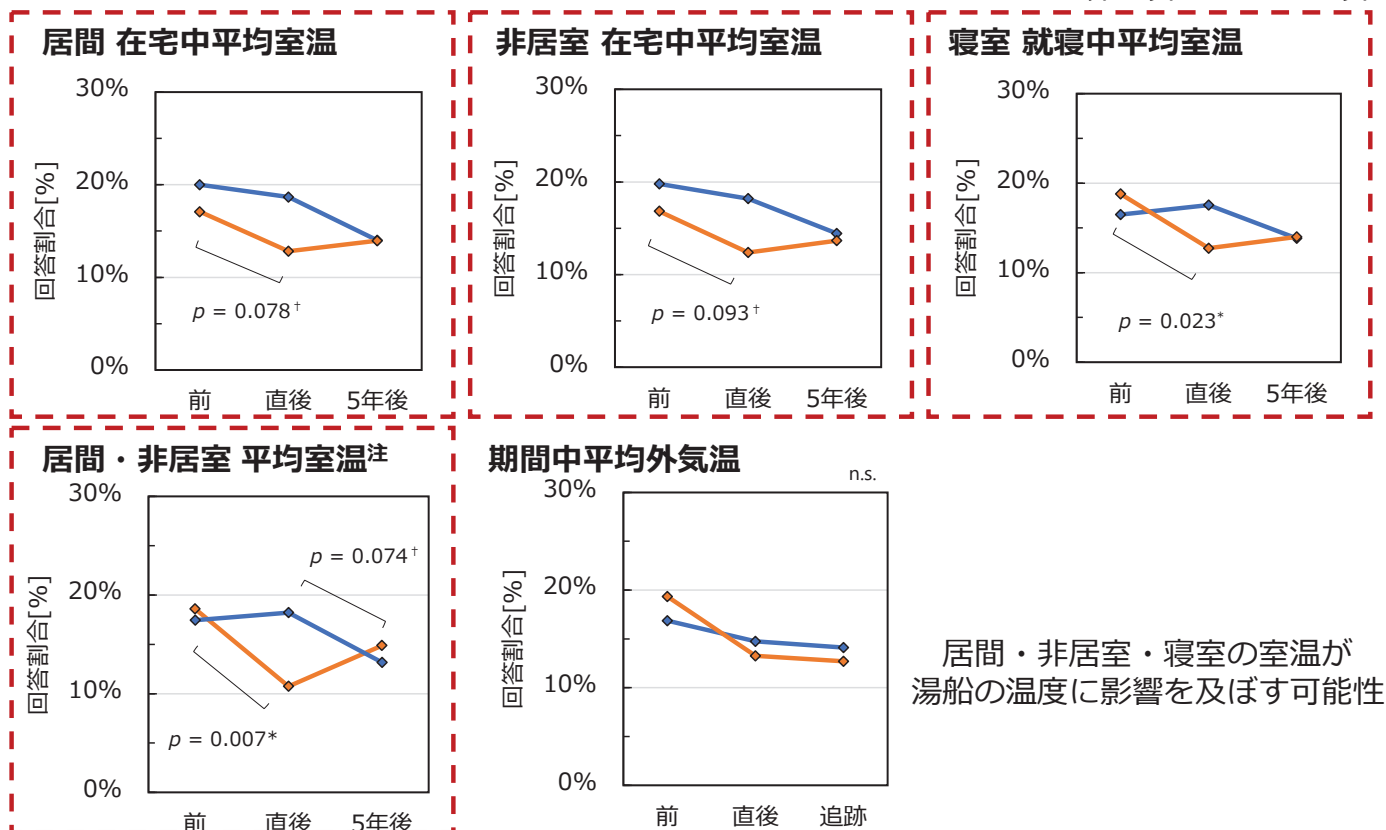 居間 在宅中平均室温
30%
20%
10%
0%
回答割合[%]
p = 0.078†
前 直後 5年後
非居室 在宅中平均室温
30%
20%
10%
0%
回答割合[%]
p = 0.093†
前 直後 5年後
寝室 就寝中平均室温
30%
20%
10%
0%
回答割合[%]
p = 0.023*
前 直後 5年後
居間・非居室 平均室温注
30%
20%
10%
0%
回答割合[%]
p = 0.074†
p = 0.007*
前 直後 5年後
期間中平均外気温
n.s.
30%
20%
10%
0%
回答割合[%]
前 直後 追跡
居間・非居室・寝室の室温が
湯船の温度に影響を及ぼす可能性